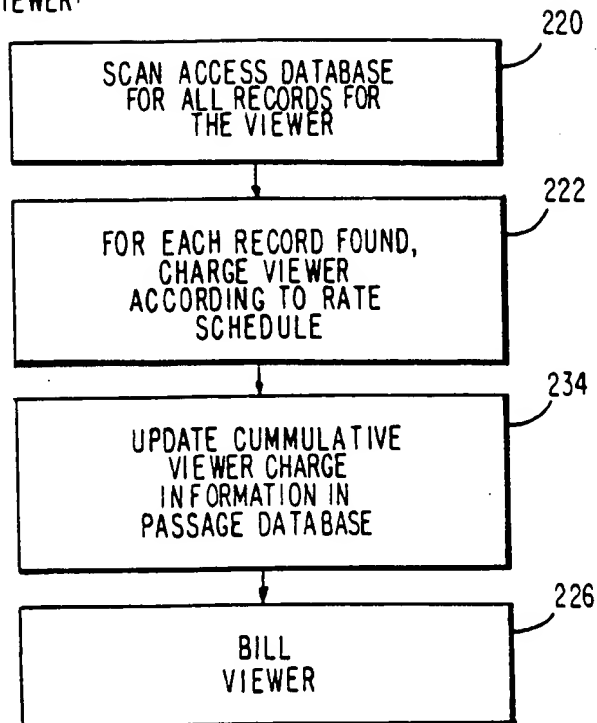 220
SCAN ACCESS DATABASE
FOR ALL RECORDS FOR
THE VIEWER
222
FOR EACH RECORD FOUND,
CHARGE VIEWER
ACCORDING TO RATE
SCHEDULE
234
UPDATE CUMMULATIVE
VIEWER CHARGE
INFORMATION IN
PASSAGE DATABASE
226
BILL
VIEWER